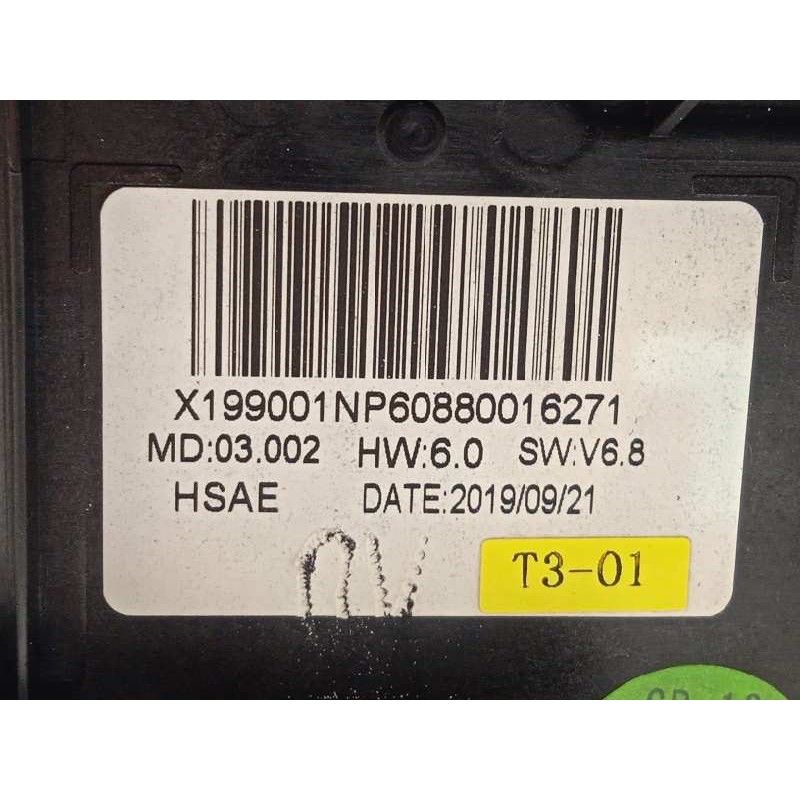 X199001NP60880016271
MD:03.002 HW:6.0 SW:V6.8
HSAE DATE:2019/09/21
T3-01